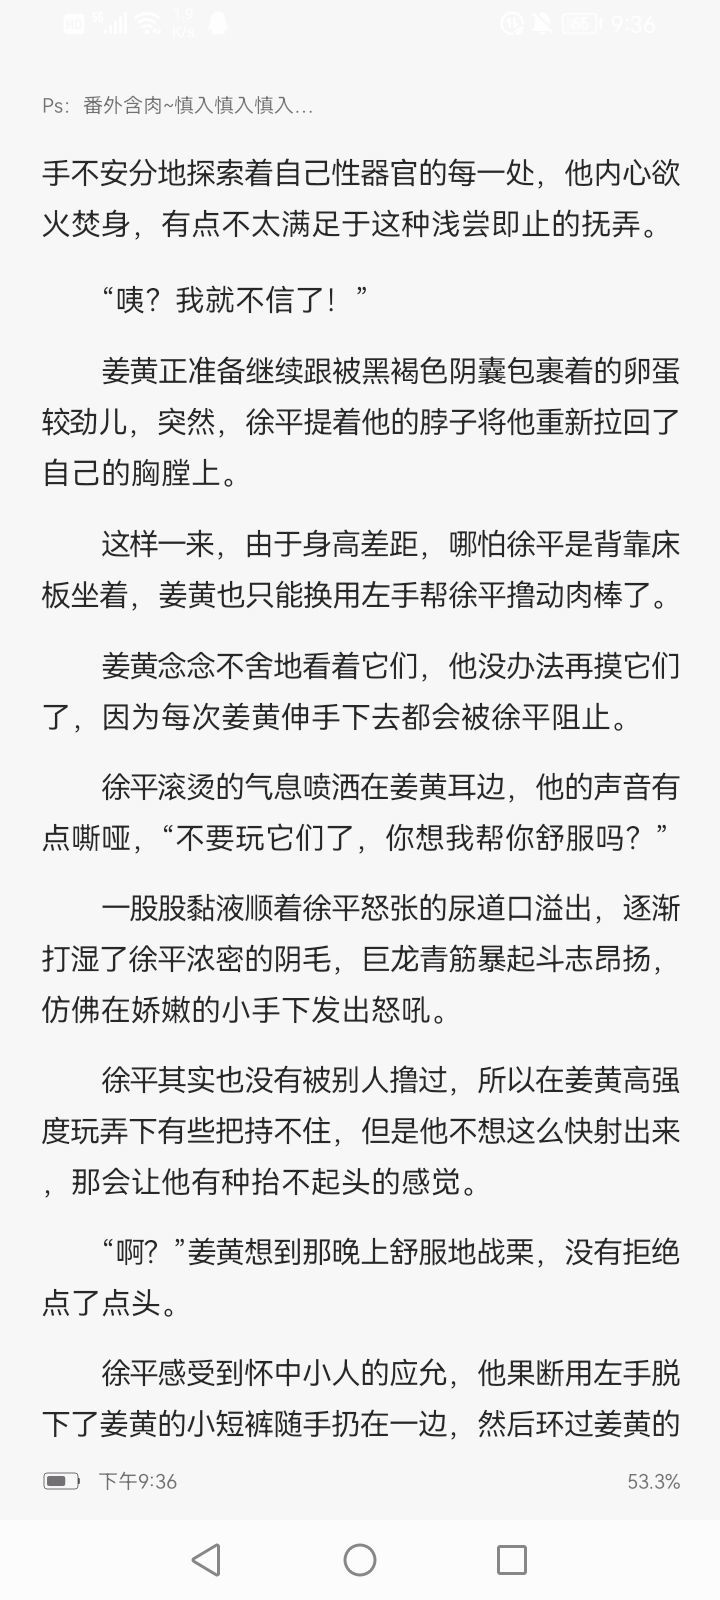 HD 5G 1.9 K/s 65 9:36
Ps：番外含肉~慎入慎入慎入...
手不安分地探索着自己性器官的每一处，他内心欲
火焚身，有点不太满足于这种浅尝即止的抚弄。
“咦？我就不信了！”
姜黄正准备继续跟被黑褐色阴囊包裹着的卵蛋
较劲儿，突然，徐平提着他的脖子将他重新拉回了
自己的胸膛上。
这样一来，由于身高差距，哪怕徐平是背靠床
板坐着，姜黄也只能换用左手帮徐平撸动肉棒了。
姜黄念念不舍地看着它们，他没办法再摸它们
了，因为每次姜黄伸手下去都会被徐平阻止。
徐平滚烫的气息喷洒在姜黄耳边，他的声音有
点嘶哑，“不要玩它们了，你想我帮你舒服吗？”
一股股黏液顺着徐平怒张的尿道口溢出，逐渐
打湿了徐平浓密的阴毛，巨龙青筋暴起斗志昂扬，
仿佛在娇嫩的小手下发出怒吼。
徐平其实也没有被别人撸过，所以在姜黄高强
度玩弄下有些把持不住，但是他不想这么快射出来
，那会让他有种抬不起头的感觉。
“啊？”姜黄想到那晚上舒服地战栗，没有拒绝
点了点头。
徐平感受到怀中小人的应允，他果断用左手脱
下了姜黄的小短裤随手扔在一边，然后环过姜黄的
下午9:36 53.3%